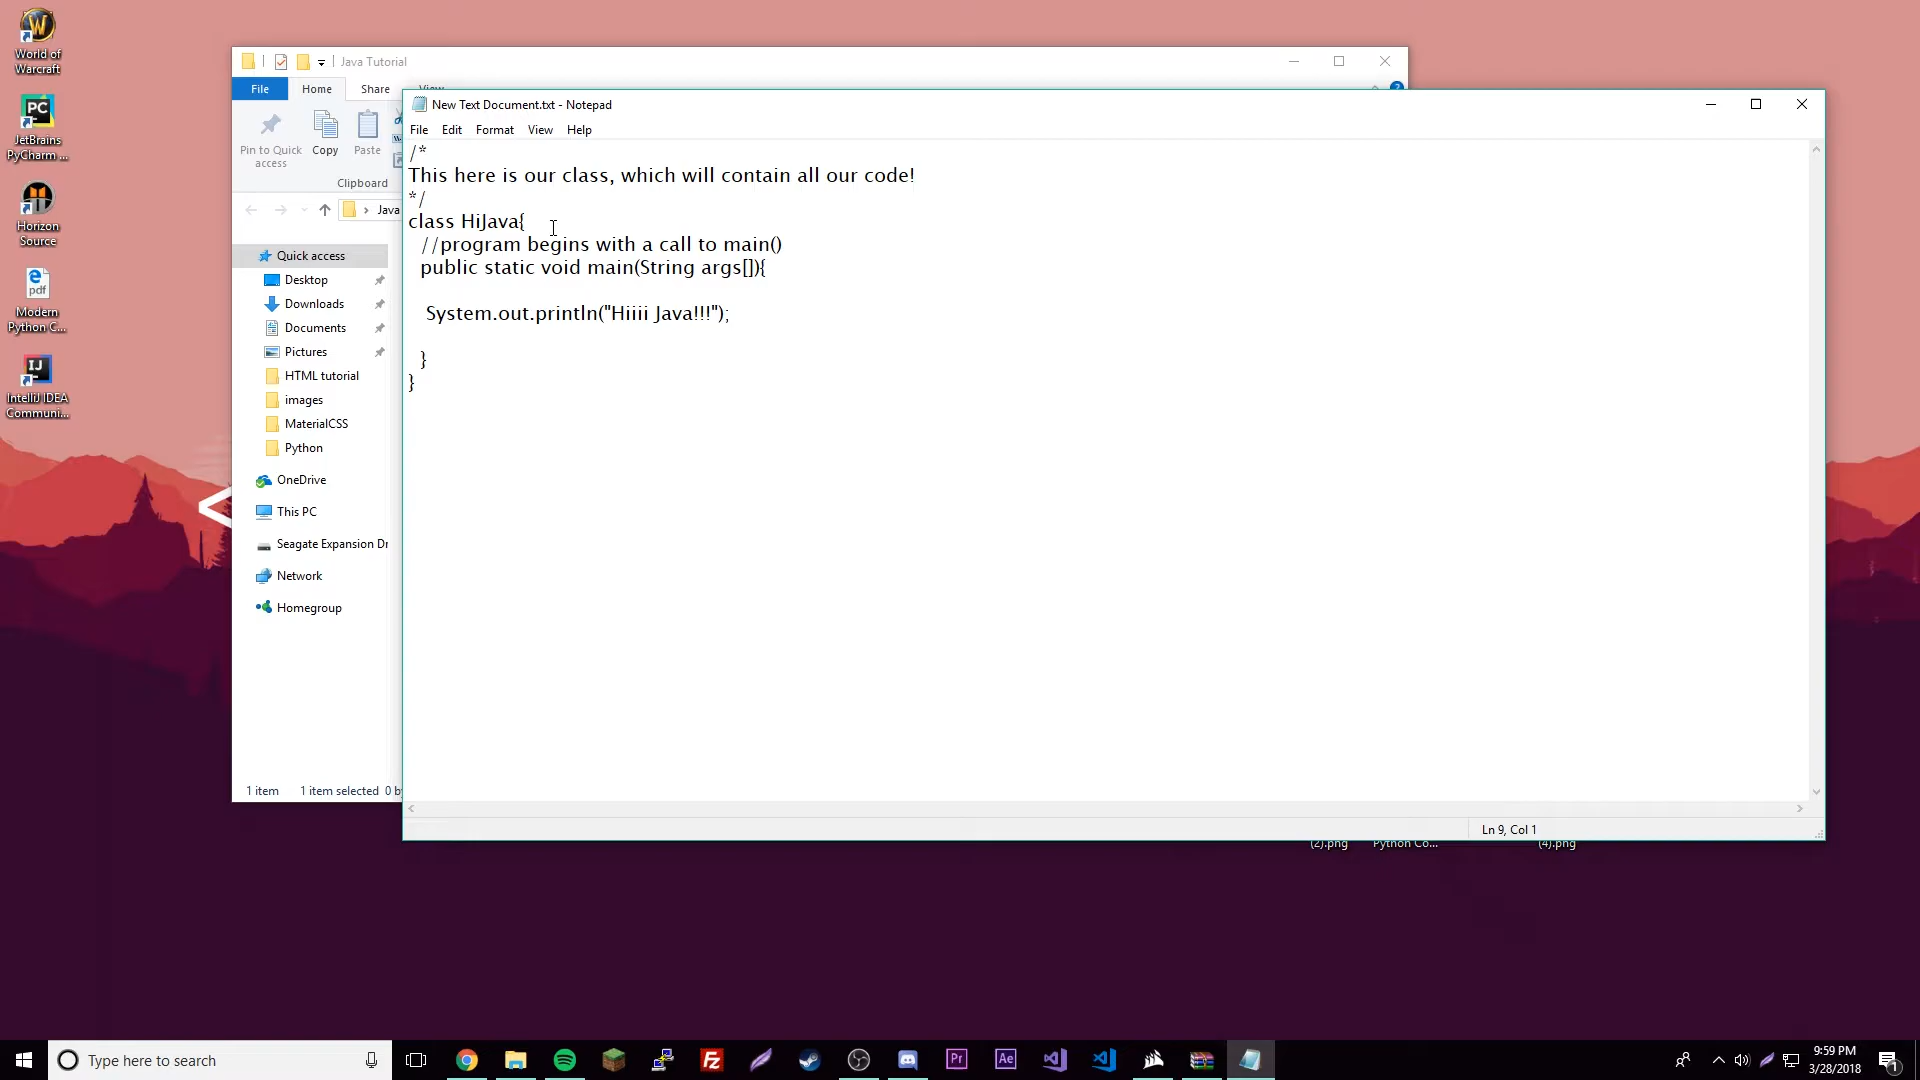 World of
Warcraft
JetBrains
PyCharm ...
Horizon
Source
Modern
Python C...
IntelliJ IDEA
Communi...
Java Tutorial
File
Home
Share
View
Pin to Quick
access
Copy
Paste
Clipboard
Java
Quick access
Desktop
Downloads
Documents
Pictures
HTML tutorial
images
MaterialCSS
Python
OneDrive
This PC
Seagate Expansion Dr
Network
Homegroup
1 item
1 item selected 0 by
New Text Document.txt - Notepad
File Edit Format View Help
/*
This here is our class, which will contain all our code!
*/
class HiJava{
//program begins with a call to main()
public static void main(String args[]){
System.out.println("Hiiii Java!!!");
}
}
Ln 9, Col 1
(2).png
Python Co...
(4).png
Type here to search
9:59 PM
3/28/2018